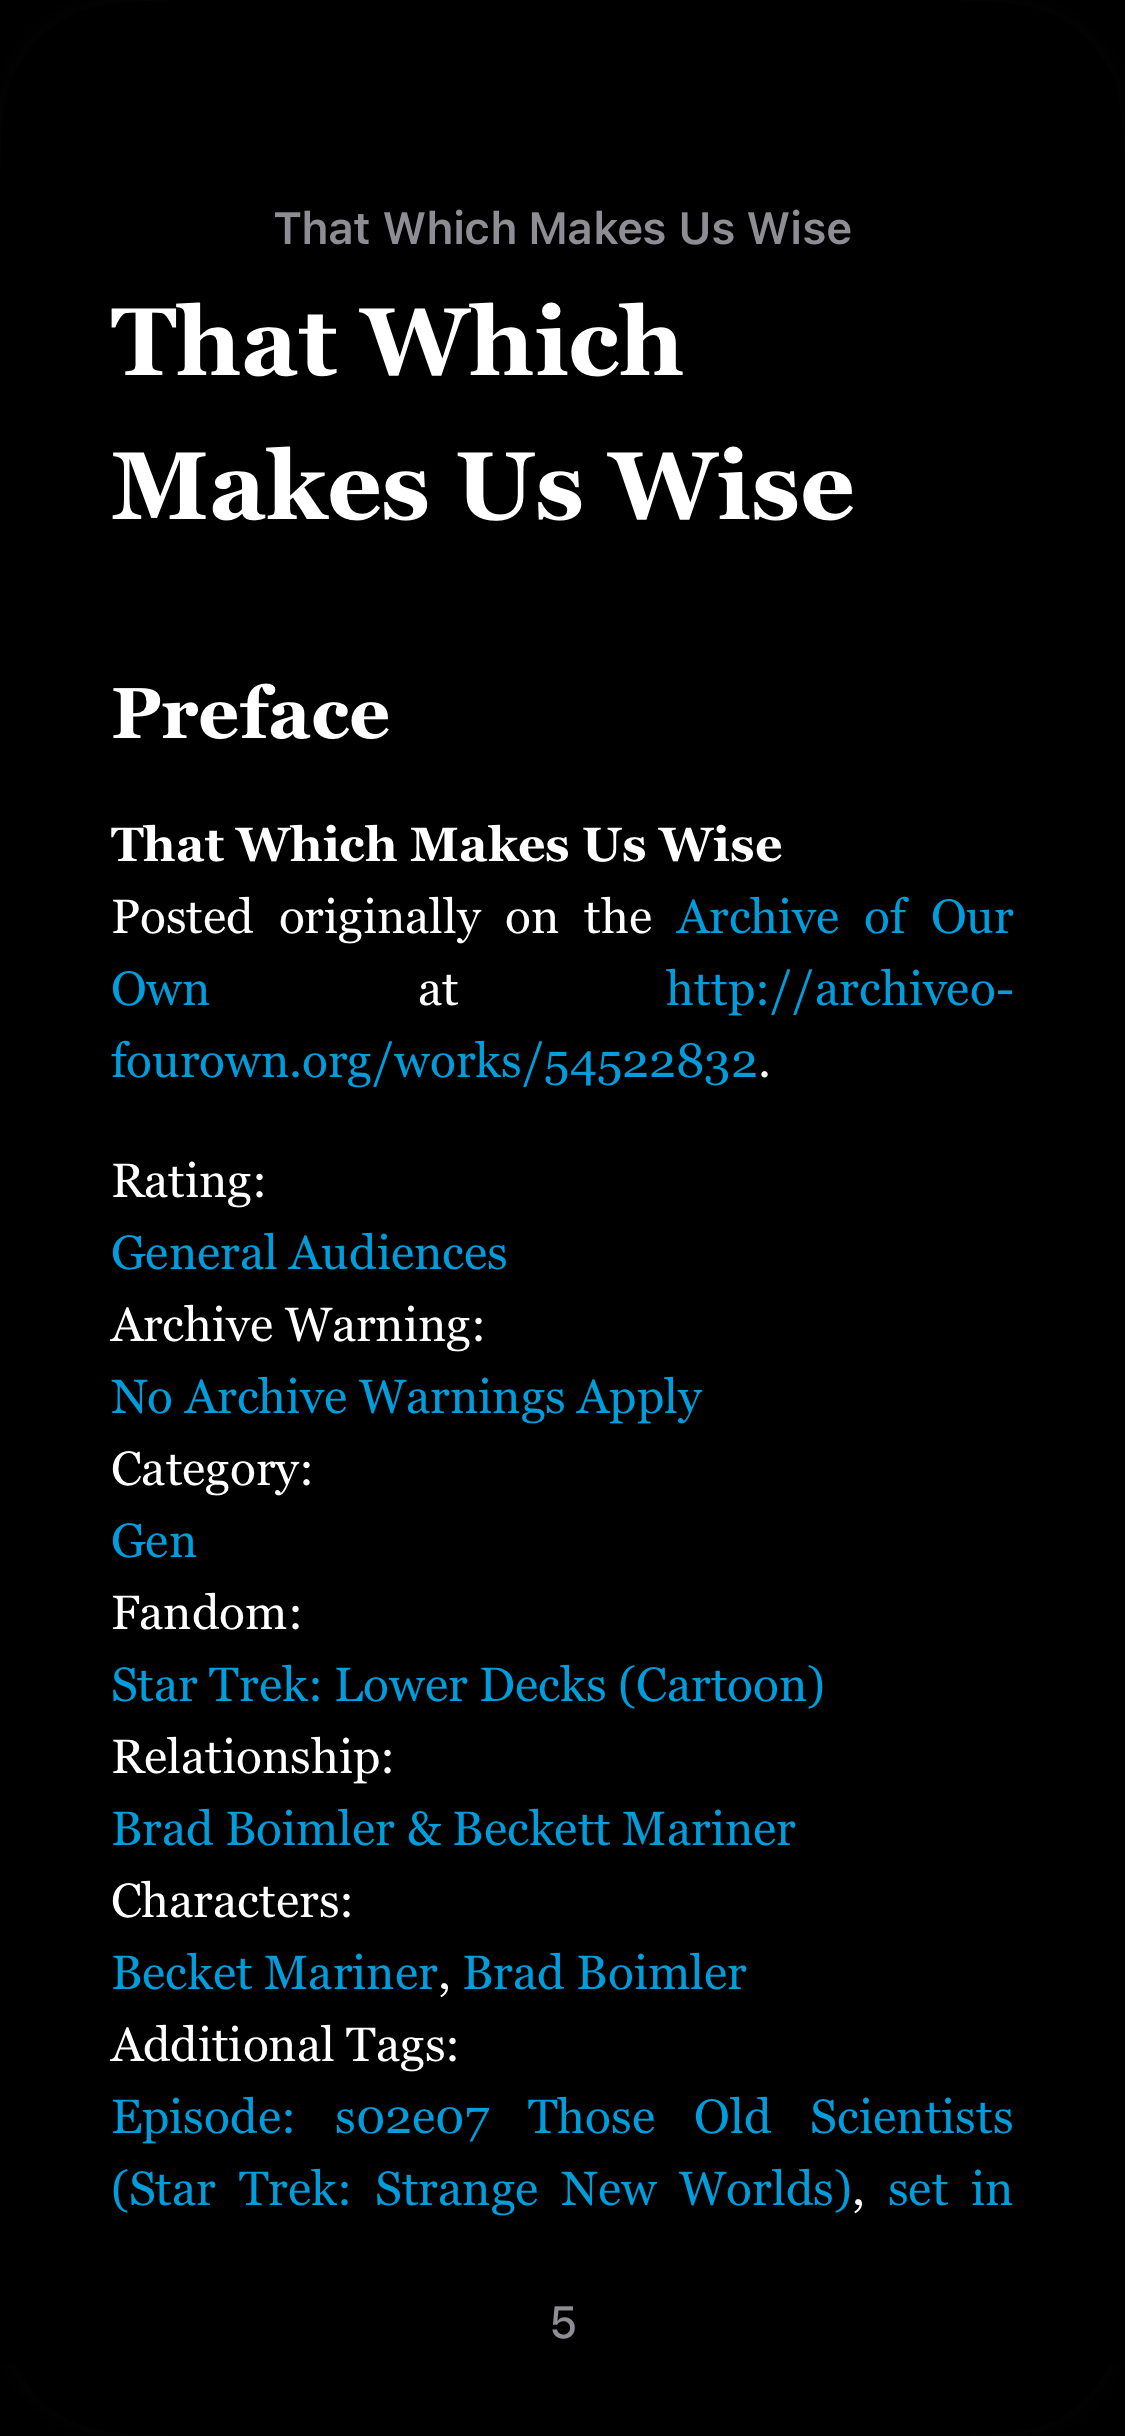 That Which Makes Us Wise
That Which
Makes Us Wise
Preface
That Which Makes Us Wise
Posted originally on the Archive of Our
Own at http://archiveo-
fourown.org/works/54522832.
Rating:
General Audiences
Archive Warning:
No Archive Warnings Apply
Category:
Gen
Fandom:
Star Trek: Lower Decks (Cartoon)
Relationship:
Brad Boimler & Beckett Mariner
Characters:
Becket Mariner, Brad Boimler
Additional Tags:
Episode: s02e07 Those Old Scientists
(Star Trek: Strange New Worlds), set in
5